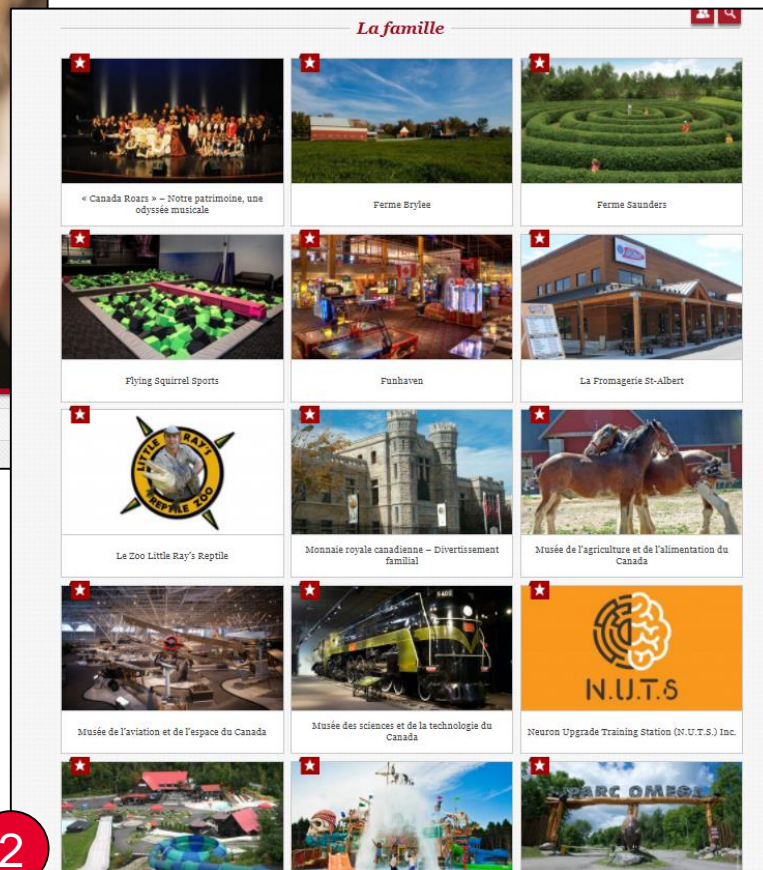 La famille
« Canada Roars » – Notre patrimoine, une
odyssée musicale
Ferme Brylee
Ferme Saunders
Flying Squirrel Sports
Funhaven
La Fromagerie St-Albert
LITTLE RAY'S
REPTILE ZOO
Le Zoo Little Ray's Reptile
Monnaie royale canadienne – Divertissement
familial
Musée de l'agriculture et de l'alimentation du
Canada
6400
N.U.T.S
Musée de l'aviation et de l'espace du Canada
Musée des sciences et de la technologie du
Canada
Neuron Upgrade Training Station (N.U.T.S.) Inc.
PARC OMEGA
2